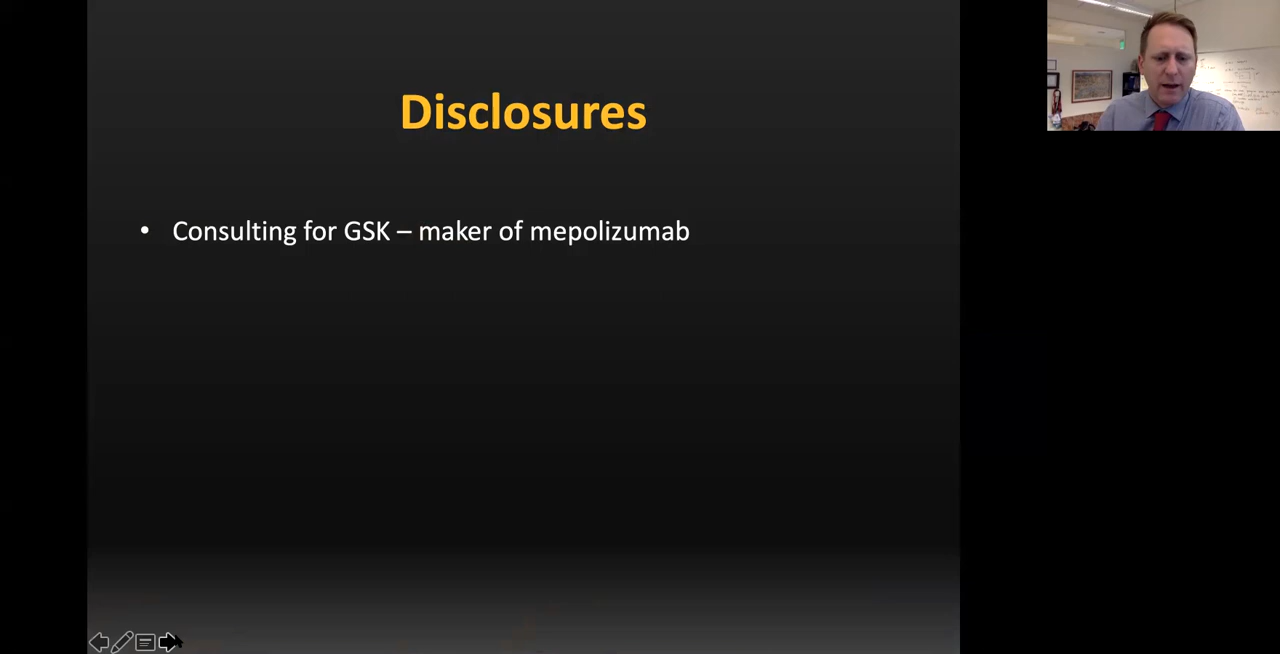 Disclosures
• Consulting for GSK – maker of mepolizumab